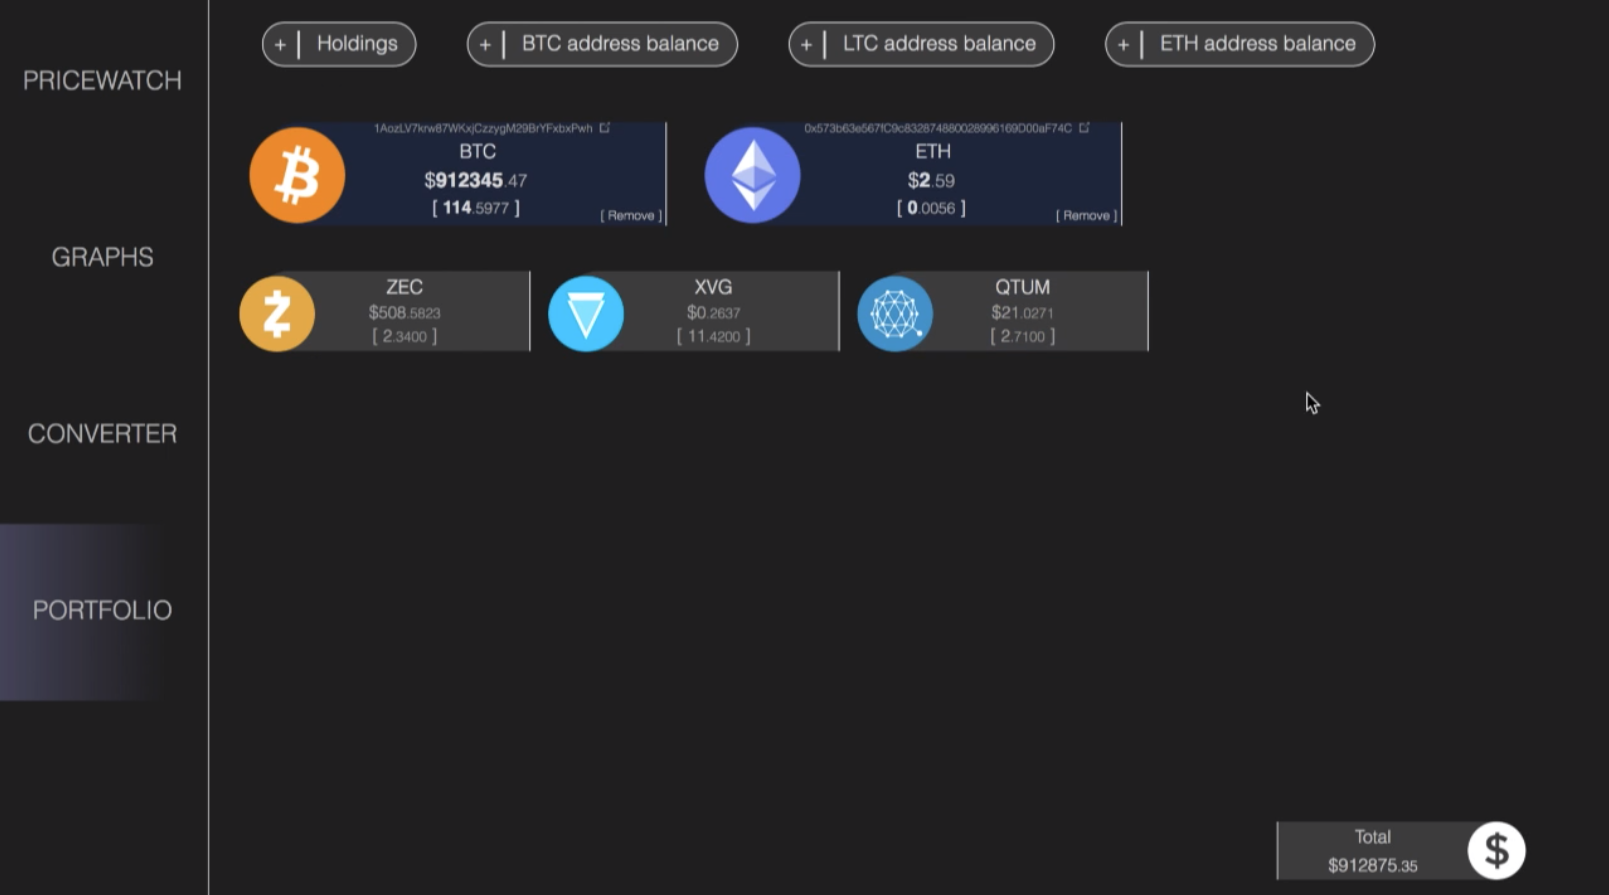 + | Holdings
+ | BTC address balance
+ | LTC address balance
+ | ETH address balance
PRICEWATCH
GRAPHS
CONVERTER
PORTFOLIO
1AozLV7krw87WKxjCzzygM29BrYFxbxPwh
BTC
$912345.47
[ 114.5977 ]
[ Remove ]
0x573b63e567fC9c832874880028996169D00aF74C
ETH
$2.59
[ 0.0056 ]
[ Remove ]
ZEC
$508.5823
[ 2.3400 ]
XVG
$0.2637
[ 11.4200 ]
QTUM
$21.0271
[ 2.7100 ]
Total
$912875.35
$